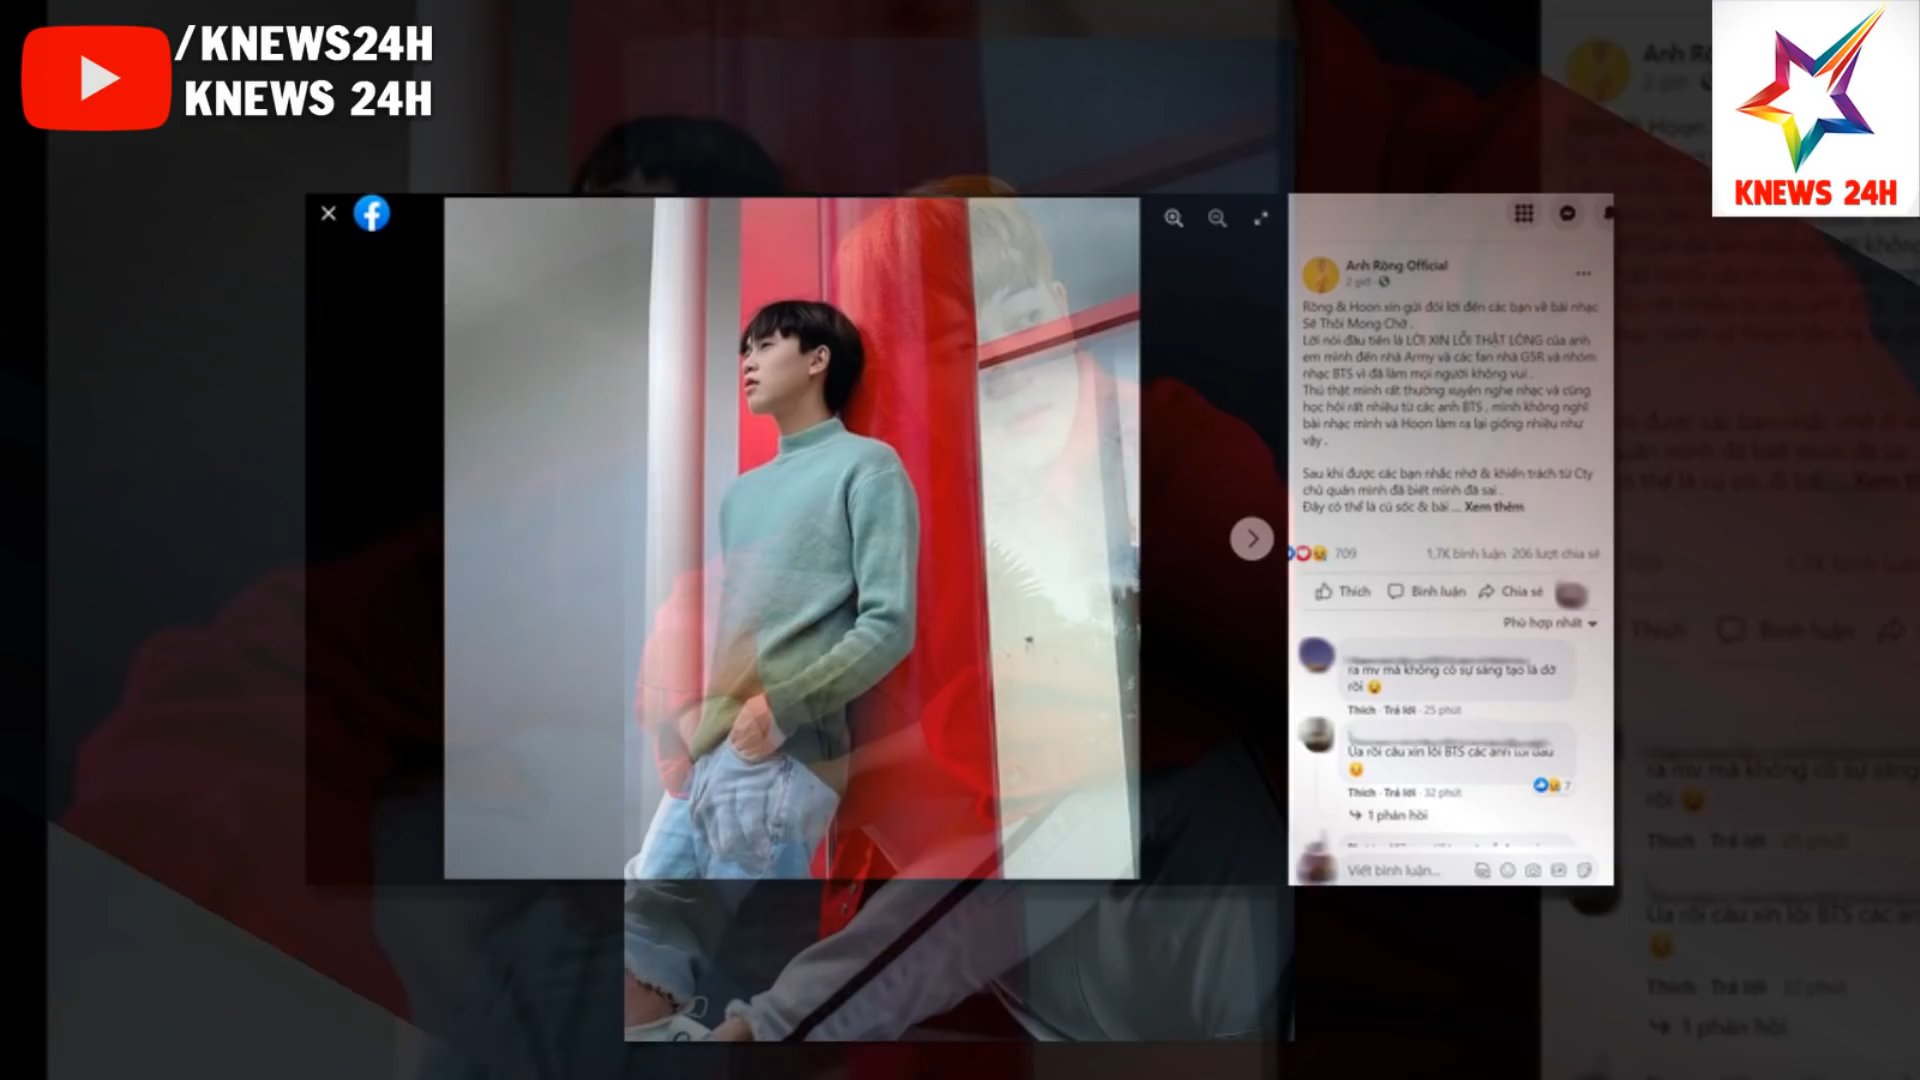 /KNEWS24H
KNEWS 24H
KNEWS 24H
Anh Rồng Official
2 giờ
Rồng & Hoon xin gửi đôi lời đến các bạn về bài nhạc
Sẽ Thôi Mong Chờ .
Lời nói đầu tiên là LỜI XIN LỖI THẬT LÒNG của anh
em mình đến nhà Army và các fan nhà GSR và nhóm
nhạc BTS vì đã làm mọi người không vui .
Thú thật mình rất thường xuyên nghe nhạc và cũng
học hỏi rất nhiều từ các anh BTS , mình không nghĩ
bài nhạc mình và Hoon làm ra lại giống nhiều như
vậy .
Sau khi được các bạn nhắc nhở & khiển trách từ Cty
chủ quản mình đã biết mình đã sai .
Đây có thể là cú sốc & bài ... Xem thêm
709
1,7K bình luận 206 lượt chia sẻ
Thích Bình luận Chia sẻ
Phù hợp nhất
ra mv mà không có sự sáng tạo là dở
rồi
Thích · Trả lời · 25 phút
Ủa rồi câu xin lỗi BTS các anh tui đâu
7
Thích · Trả lời · 32 phút
1 phản hồi
Viết bình luận...